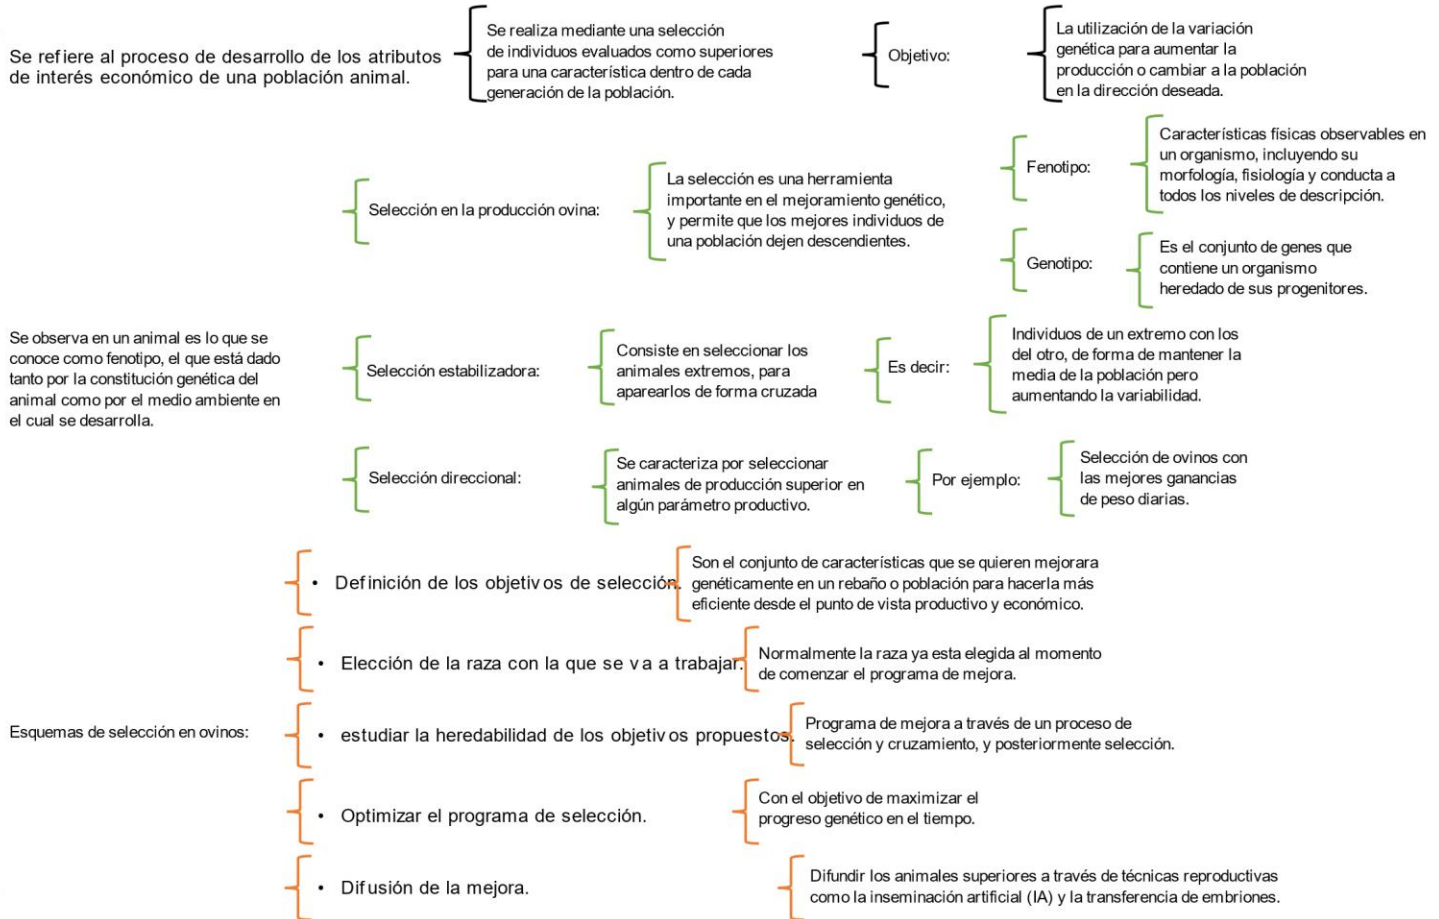 Se refiere al proceso de desarrollo de los atributos
de interés económico de una población animal.
Se realiza mediante una selección
de individuos evaluados como superiores
para una característica dentro de cada
generación de la población.
Objetivo:
La utilización de la variación
genética para aumentar la
producción o cambiar a la población
en la dirección deseada.
Se observa en un animal es lo que se
conoce como fenotipo, el que está dado
tanto por la constitución genética del
animal como por el medio ambiente en
el cual se desarrolla.
Selección en la producción ovina:
La selección es una herramienta
importante en el mejoramiento genético,
y permite que los mejores individuos de
una población dejen descendientes.
Fenotipo:
Características físicas observables en
un organismo, incluyendo su
morfología, fisiología y conducta a
todos los niveles de descripción.
Genotipo:
Es el conjunto de genes que
contiene un organismo
heredado de sus progenitores.
Selección estabilizadora:
Consiste en seleccionar los
animales extremos, para
aparearlos de forma cruzada
Es decir:
Individuos de un extremo con los
del otro, de forma de mantener la
media de la población pero
aumentando la variabilidad.
Selección direccional:
Se caracteriza por seleccionar
animales de producción superior en
algún parámetro productivo.
Por ejemplo:
Selección de ovinos con
las mejores ganancias
de peso diarias.
Esquemas de selección en ovinos:
• Definición de los objetivos de selección.
Son el conjunto de características que se quieren mejorara
genéticamente en un rebaño o población para hacerla más
eficiente desde el punto de vista productivo y económico.
• Elección de la raza con la que se va a trabajar.
Normalmente la raza ya esta elegida al momento
de comenzar el programa de mejora.
• estudiar la heredabilidad de los objetivos propuestos.
Programa de mejora a través de un proceso de
selección y cruzamiento, y posteriormente selección.
• Optimizar el programa de selección.
Con el objetivo de maximizar el
progreso genético en el tiempo.
• Difusión de la mejora.
Difundir los animales superiores a través de técnicas reproductivas
como la inseminación artificial (IA) y la transferencia de embriones.